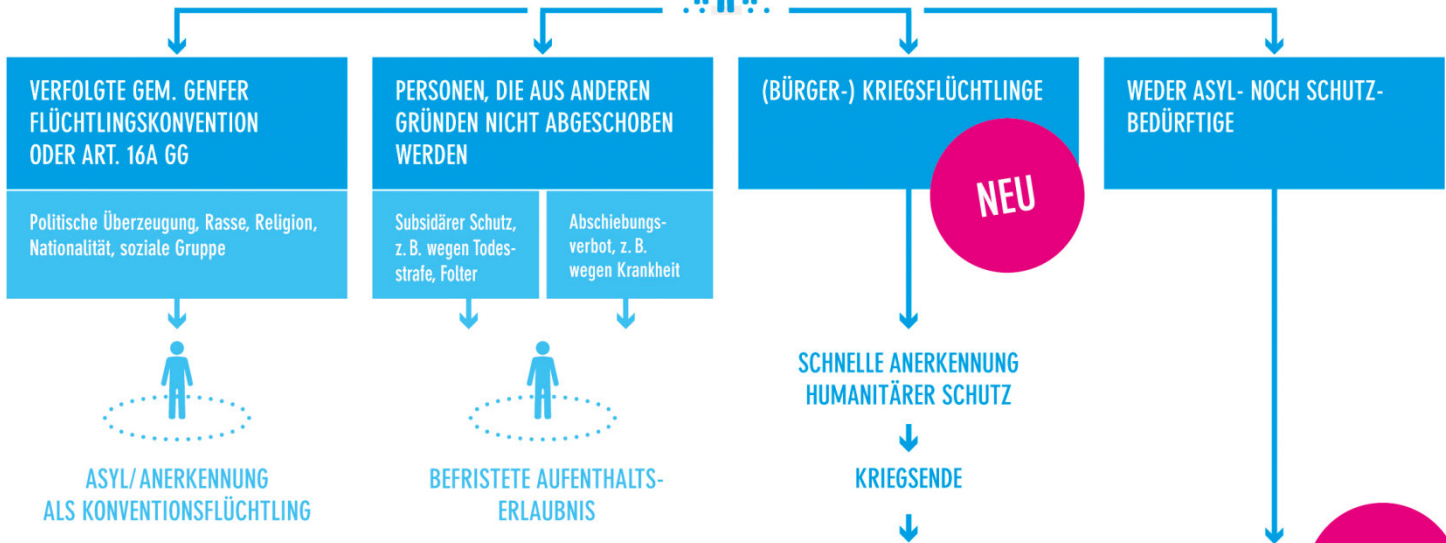 VERFOLGTE GEM. GENFER
FLÜCHTLINGSKONVENTION
ODER ART. 16A GG
Politische Überzeugung, Rasse, Religion,
Nationalität, soziale Gruppe
ASYL/ANERKENNUNG
ALS KONVENTIONSFLÜCHTLING
PERSONEN, DIE AUS ANDEREN
GRÜNDEN NICHT ABGESCHOBEN
WERDEN
Subsidärer Schutz,
z. B. wegen Todes-
strafe, Folter
Abschiebungs-
verbot, z. B.
wegen Krankheit
BEFRISTETE AUFENTHALTS-
ERLAUBNIS
(BÜRGER-) KRIEGSFLÜCHTLINGE
NEU
SCHNELLE ANERKENNUNG
HUMANITÄRER SCHUTZ
KRIEGSENDE
WEDER ASYL- NOCH SCHUTZ-
BEDÜRFTIGE